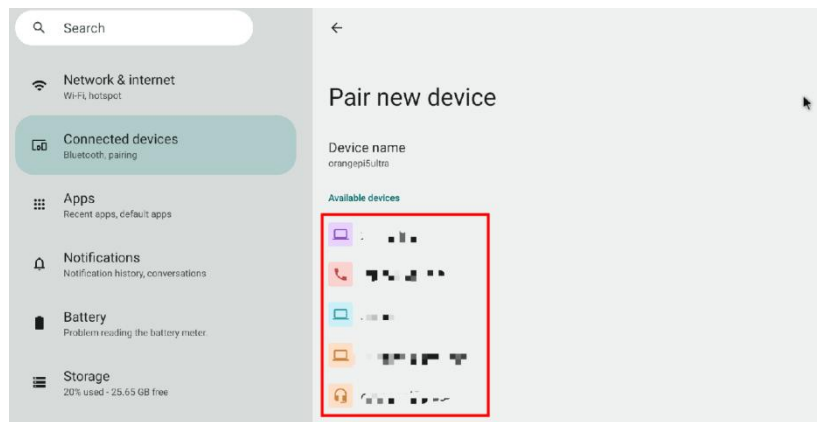 Search
Network & internet
Wi-Fi, hotspot
Connected devices
Bluetooth, pairing
Apps
Recent apps, default apps
Notifications
Notification history, conversations
Battery
Problem reading the battery meter.
Storage
20% used - 25.65 GB free
Pair new device
Device name
orangepi5ultra
Available devices